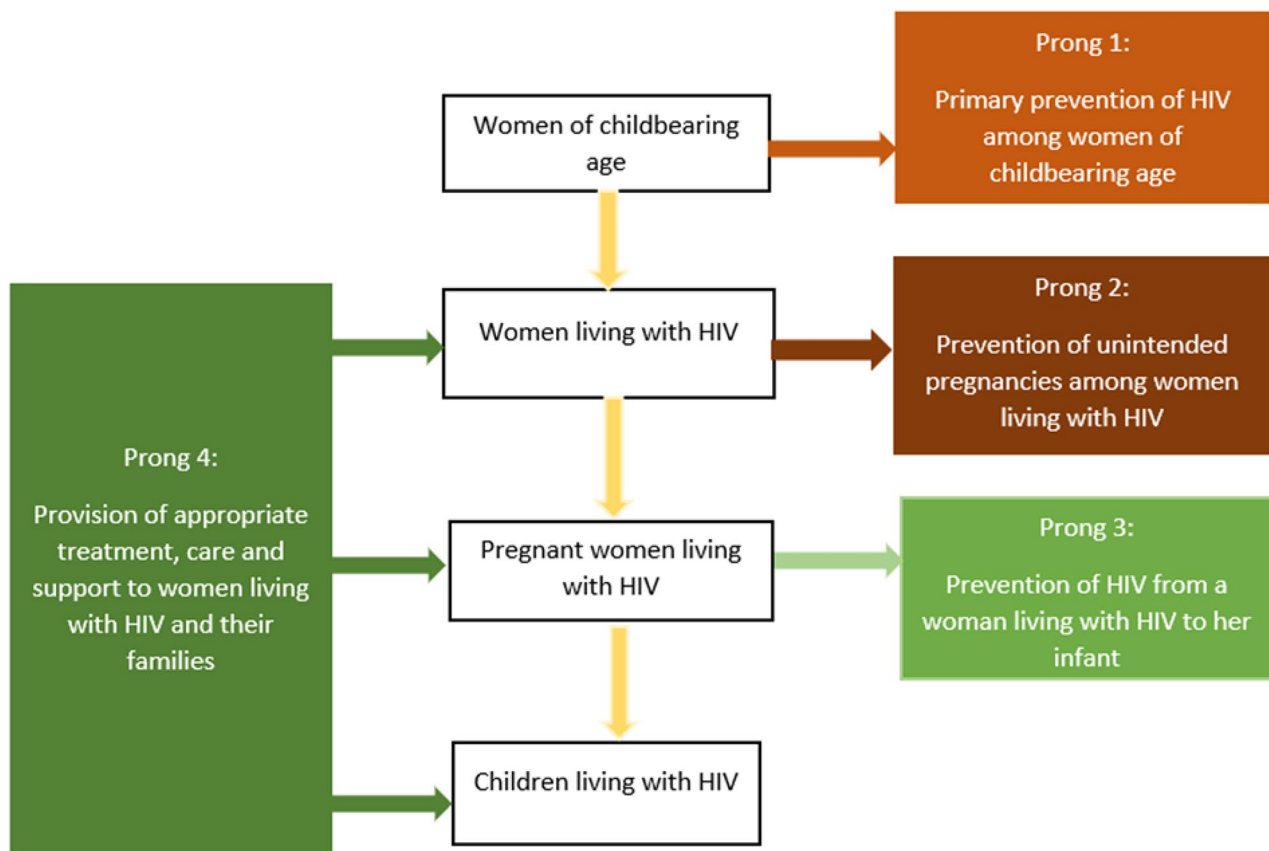 Prong 1:
Primary prevention of HIV
among women of
childbearing age
Women of childbearing
age
Prong 2:
Prevention of unintended
pregnancies among women
living with HIV
Women living with HIV
Prong 4:
Provision of appropriate
treatment, care and
support to women living
with HIV and their
families
Pregnant women living
with HIV
Prong 3:
Prevention of HIV from a
woman living with HIV to her
infant
Children living with HIV